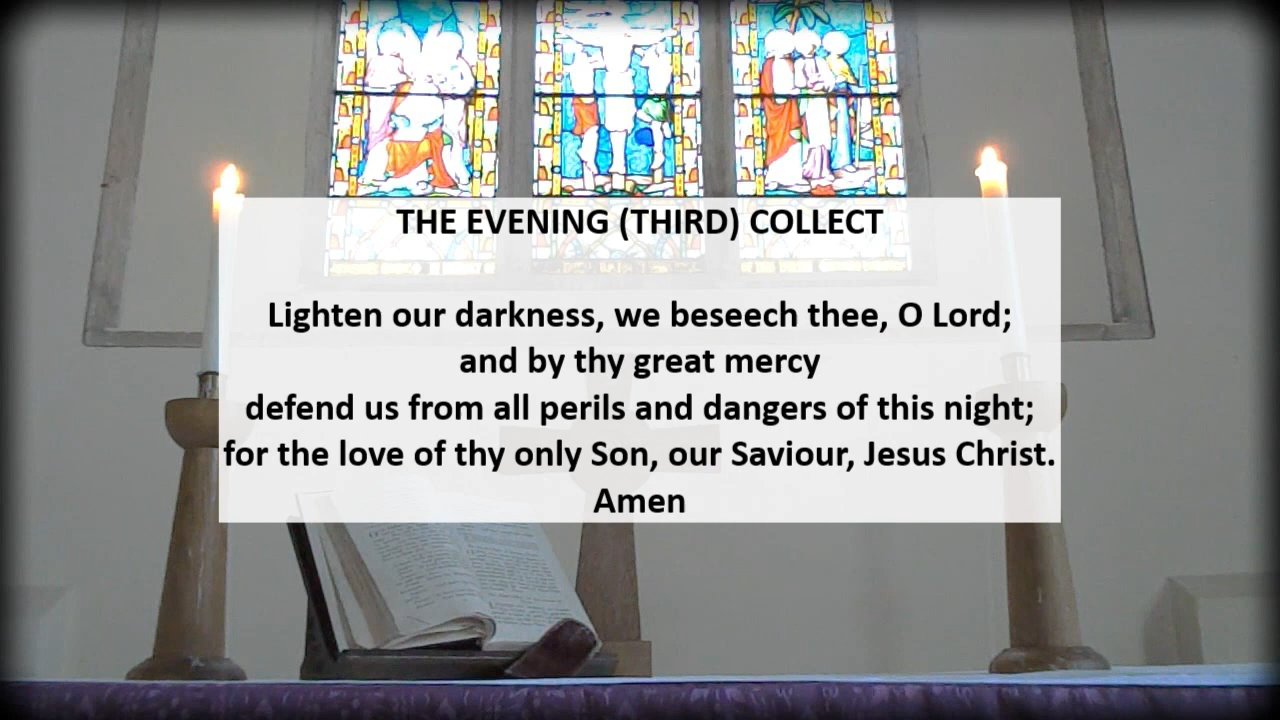 THE EVENING (THIRD) COLLECT
Lighten our darkness, we beseech thee, O Lord;
and by thy great mercy
defend us from all perils and dangers of this night;
for the love of thy only Son, our Saviour, Jesus Christ.
Amen